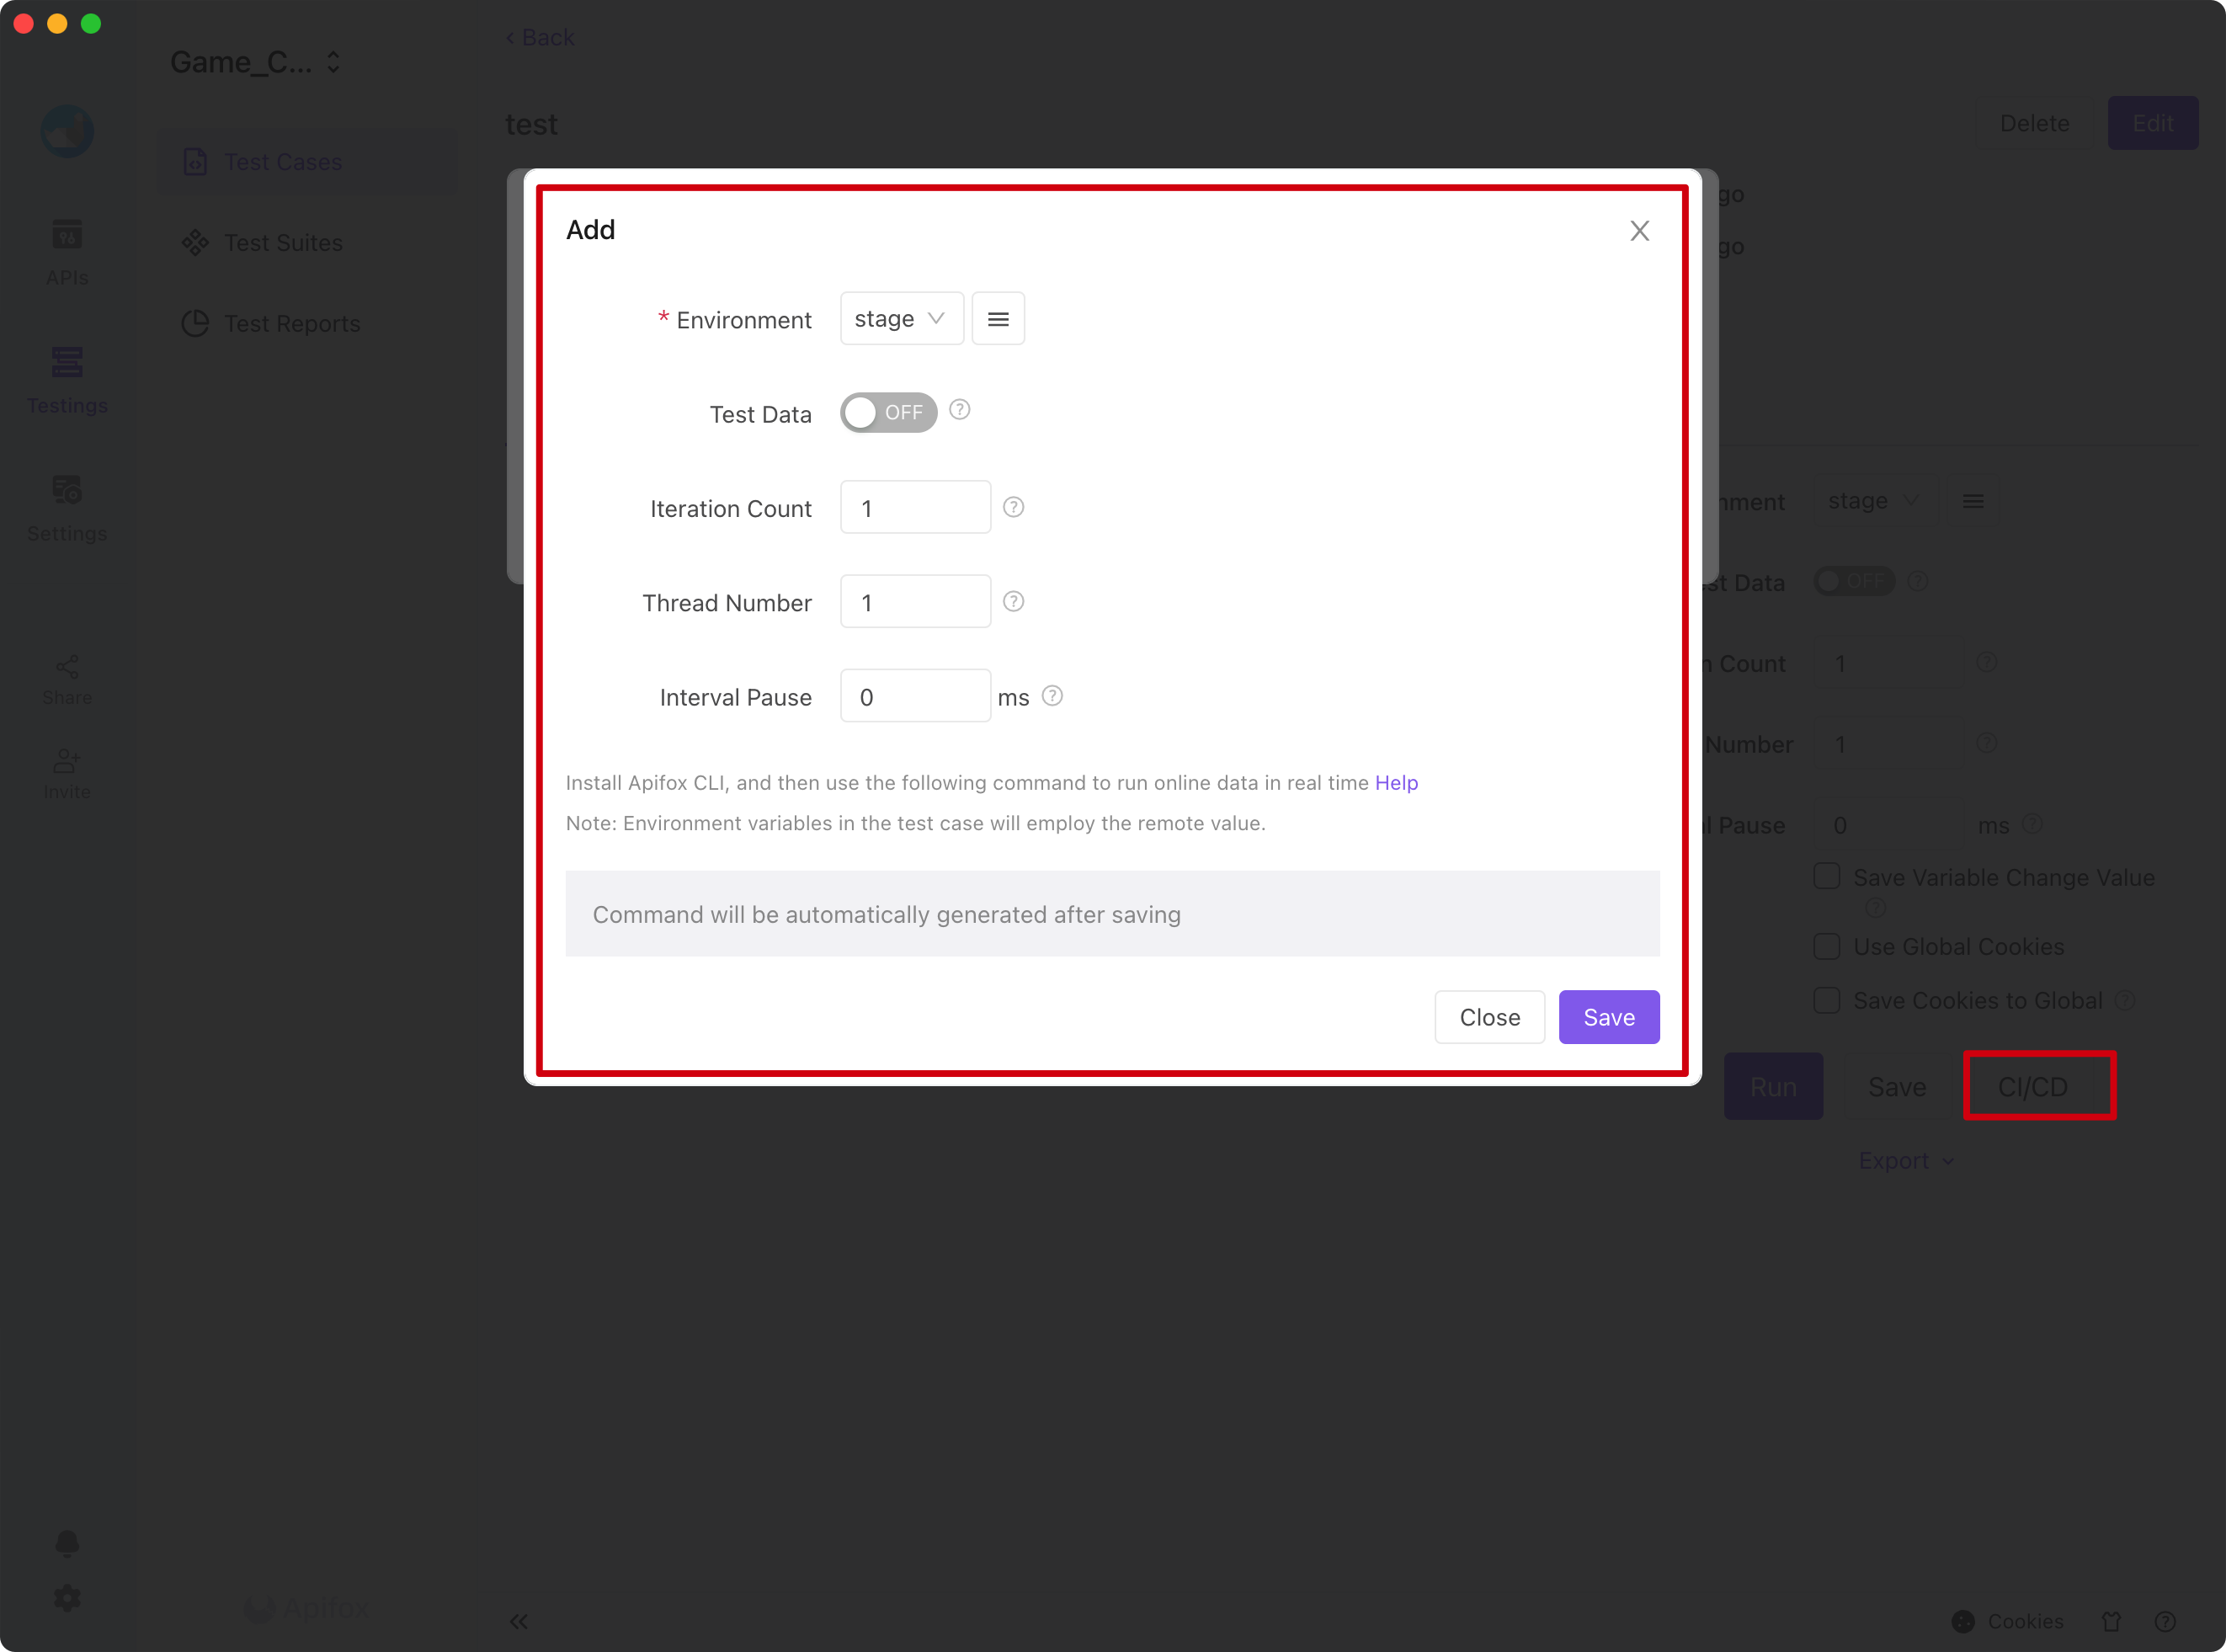 Game_C...
Test Cases
Test Suites
Test Reports
APIs
Testings
Settings
Share
Invite
Apifox
Back
test
Delete
Edit
go
go
Add
* Environment
stage
Test Data
OFF
Iteration Count
1
Thread Number
1
Interval Pause
0
ms
Install Apifox CLI, and then use the following command to run online data in real time Help
Note: Environment variables in the test case will employ the remote value.
Command will be automatically generated after saving
Close
Save
nment
stage
st Data
OFF
n Count
1
Number
1
l Pause
0
ms
Save Variable Change Value
Use Global Cookies
Save Cookies to Global
Run
Save
CI/CD
Export
Cookies